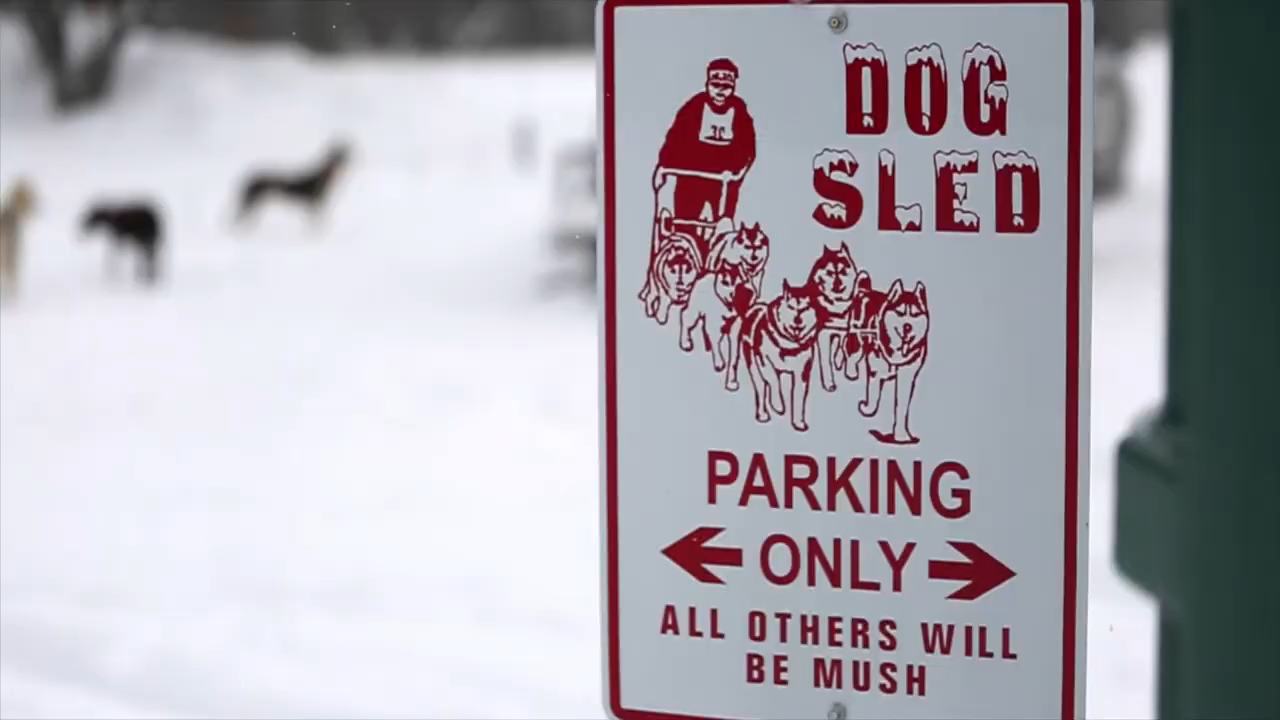 DOG
SLED
PARKING
ONLY
ALL OTHERS WILL
BE MUSH